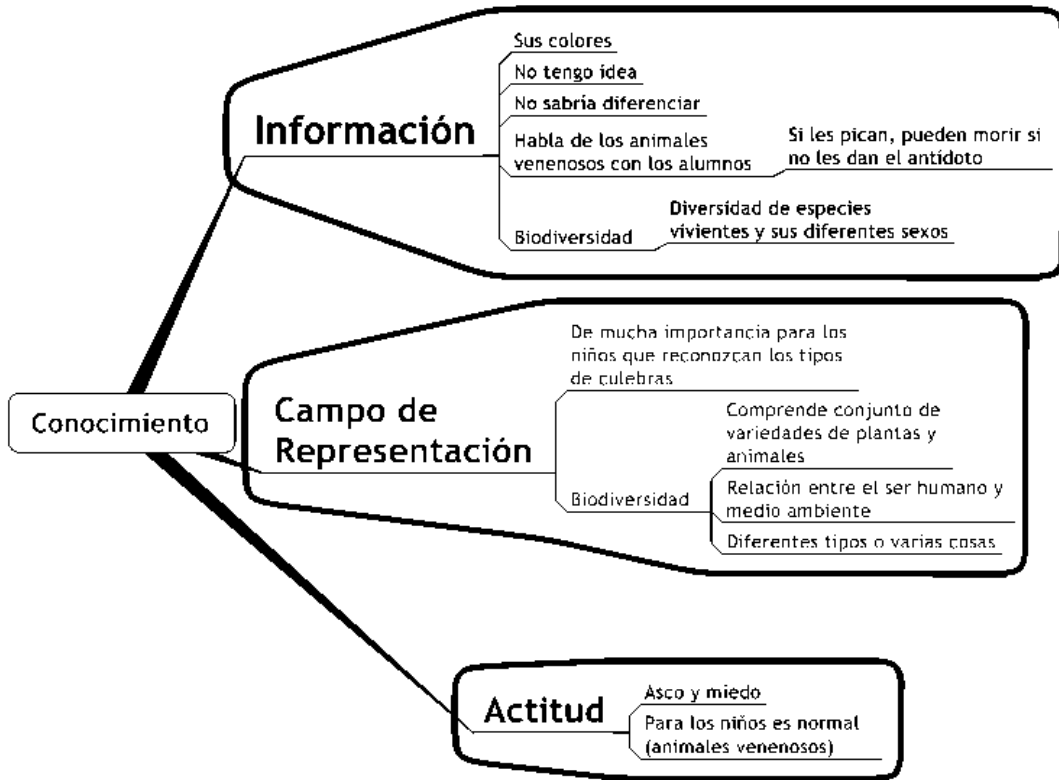 Conocimiento
Información
Sus colores
No tengo idea
No sabría diferenciar
Habla de los animales
venenosos con los alumnos
Si les pican, pueden morir si
no les dan el antídoto
Biodiversidad
Diversidad de especies
vivientes y sus diferentes sexos
Campo de
Representación
De mucha importancia para los
niños que reconozcan los tipos
de culebras
Biodiversidad
Comprende conjunto de
variedades de plantas y
animales
Relación entre el ser humano y
medio ambiente
Diferentes tipos o varias cosas
Actitud
Asco y miedo
Para los niños es normal
(animales venenosos)